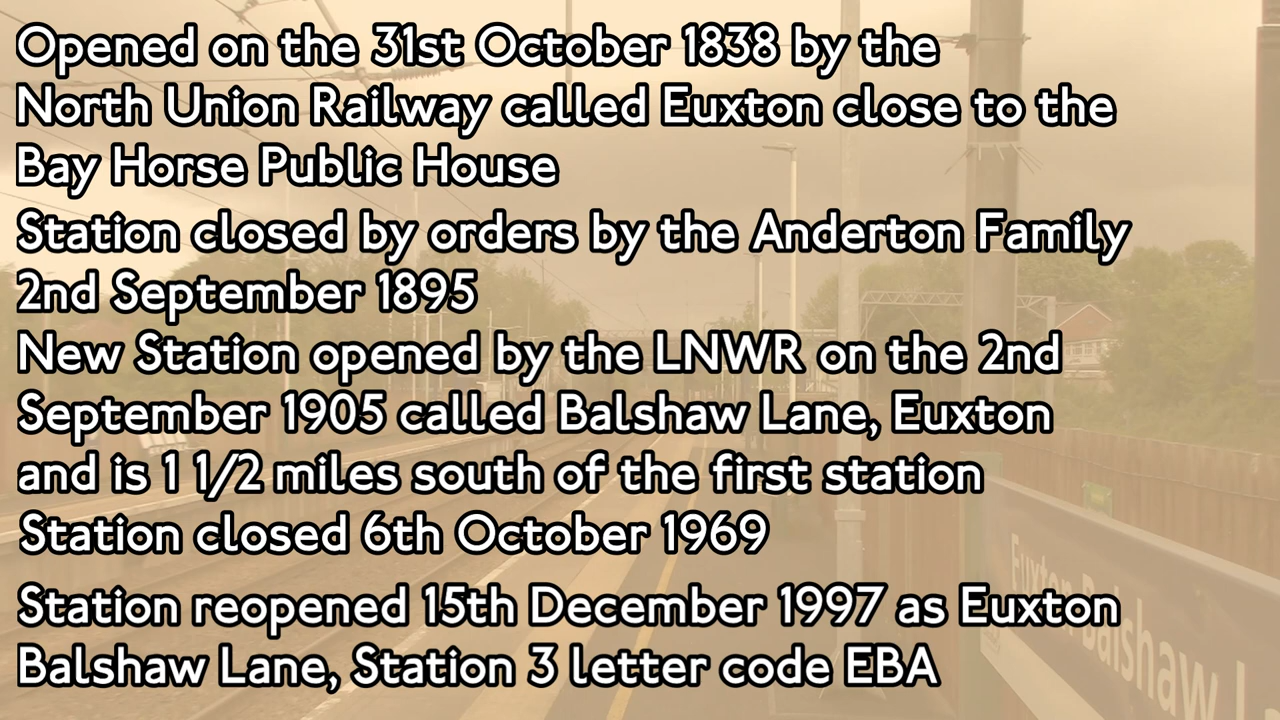 Opened on the 31st October 1838 by the
North Union Railway called Euxton close to the
Bay Horse Public House
Station closed by orders by the Anderton Family
2nd September 1895
New Station opened by the LNWR on the 2nd
September 1905 called Balshaw Lane, Euxton
and is 1 1/2 miles south of the first station
Station closed 6th October 1969
Station reopened 15th December 1997 as Euxton
Balshaw Lane, Station 3 letter code EBA
Euxton Balshaw